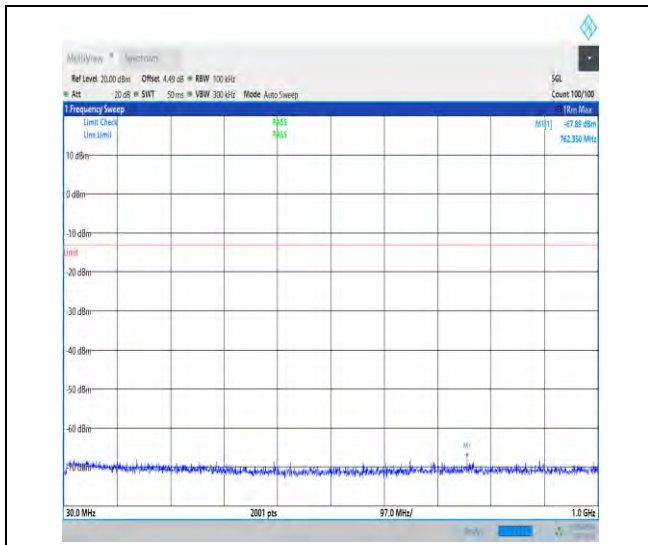 MultiView Spectrum
Ref Level 20.00 dBm Offset 4.49 dB RBW 100 kHz SGL
Att 20 dB SWT 50 ms VBW 300 kHz Mode Auto Sweep Count 100/100
1 Frequency Sweep 1Rm Max
Limit Check PASS M1[1] -67.89 dBm
Line Limit PASS 762.350 MHz
10 dBm
0 dBm
-10 dBm
Limit
-20 dBm
-30 dBm
-40 dBm
-50 dBm
-60 dBm
M1
-70 dBm
30.0 MHz 2001 pts 97.0 MHz/ 1.0 GHz